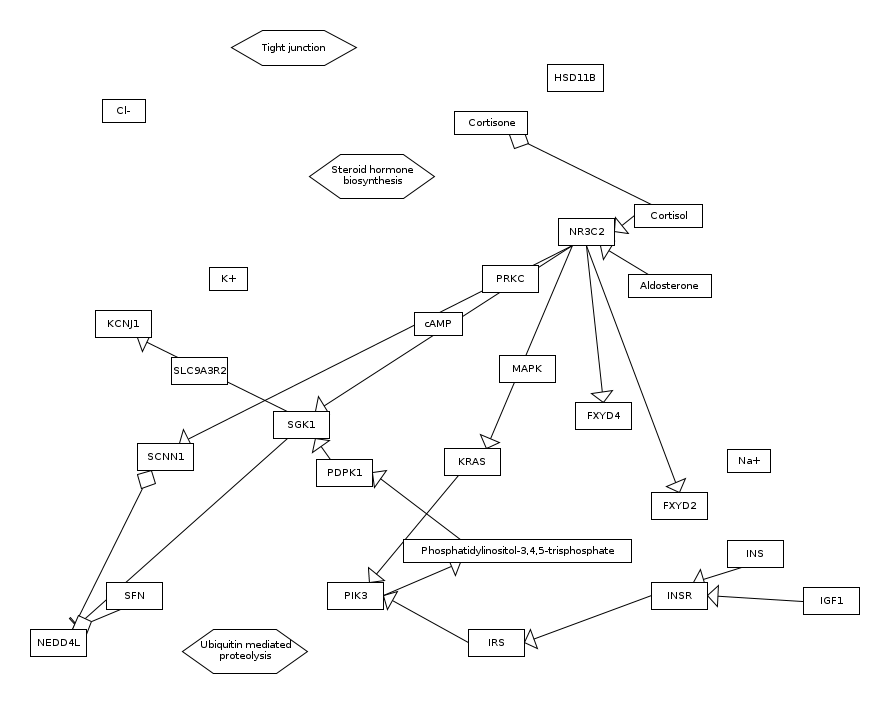 Tight junction
HSD11B
Cl-
Cortisone
Steroid hormone
biosynthesis
Cortisol
NR3C2
K+
PRKC
Aldosterone
KCNJ1
cAMP
SLC9A3R2
MAPK
FXYD4
SGK1
SCNN1
KRAS
Na+
PDPK1
FXYD2
Phosphatidylinositol-3,4,5-trisphosphate
INS
SFN
PIK3
INSR
IGF1
NEDD4L
Ubiquitin mediated
proteolysis
IRS